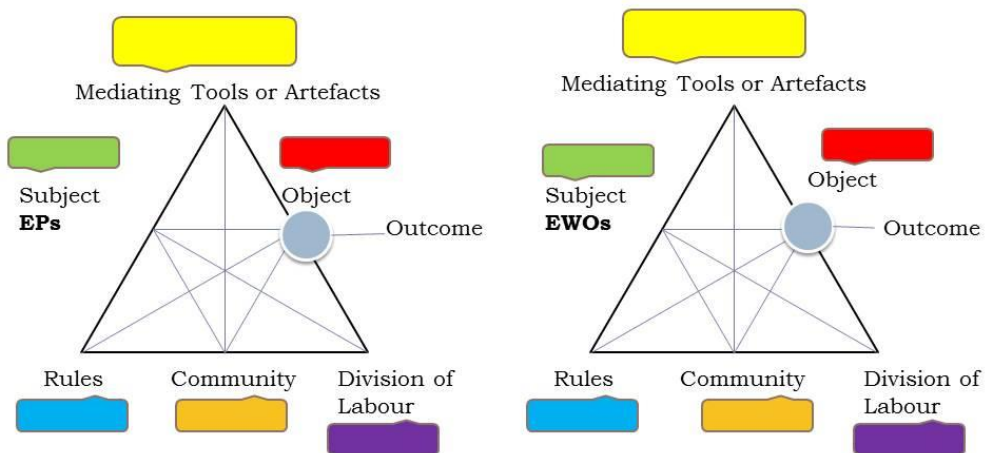 Mediating Tools or Artefacts
Subject
EPs
Object
Outcome
Rules
Community
Division of
Labour
Mediating Tools or Artefacts
Subject
EWOs
Object
Outcome
Rules
Community
Division of
Labour